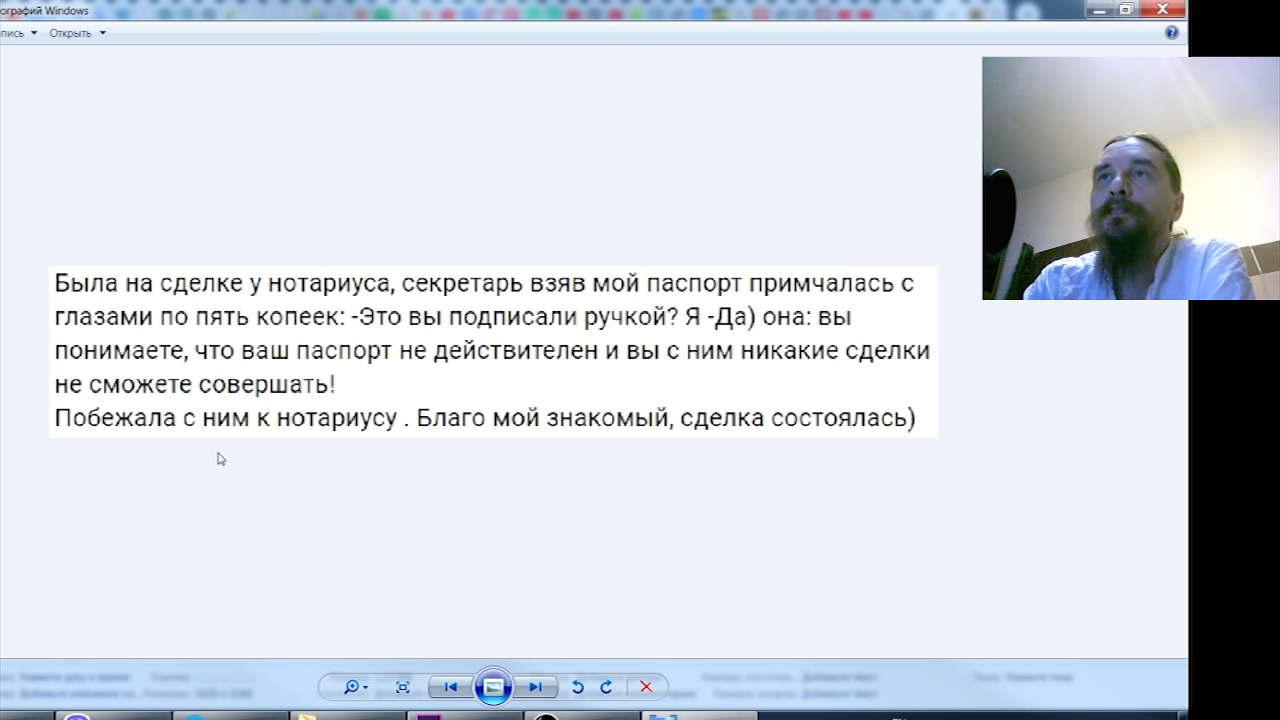 ографий Windows
пись Открыть
Была на сделке у нотариуса, секретарь взяв мой паспорт примчалась с
глазами по пять копеек: -Это вы подписали ручкой? Я -Да) она: вы
понимаете, что ваш паспорт не действителен и вы с ним никакие сделки
не сможете совершать!
Побежала с ним к нотариусу . Благо мой знакомый, сделка состоялась)